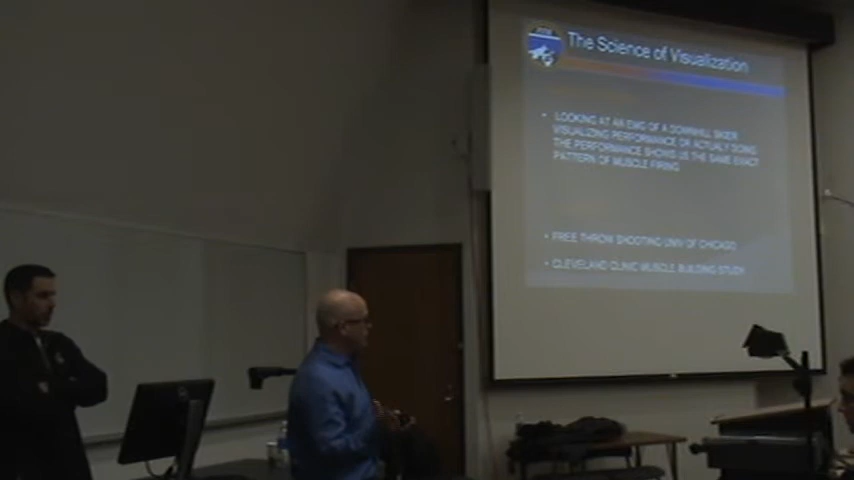 The Science of Visualization
• LOOKING AT AN EMG OF A DOWNHILL SKIER
VISUALIZING PERFORMANCE OR ACTUALY DOING
THE PERFORMANCE SHOWS US THE SAME EXACT
PATTERN OF MUSCLE FIRING
• FREE THROW SHOOTING UNIV OF CHICAGO
• CLEVELAND CLINIC MUSCLE BUILDING STUDY